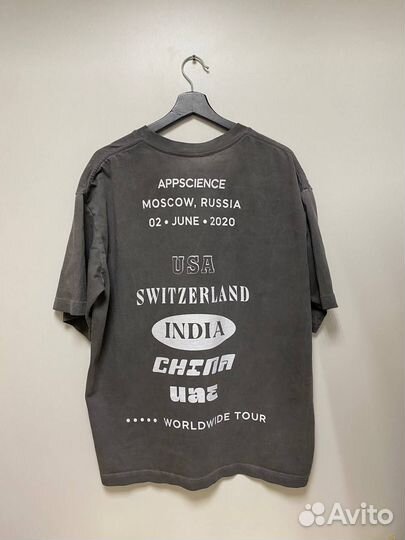 APPSCIENCE
MOSCOW, RUSSIA
02 • JUNE • 2020
USA
SWITZERLAND
INDIA
CHINA
UAE
••••• WORLDWIDE TOUR
Avito